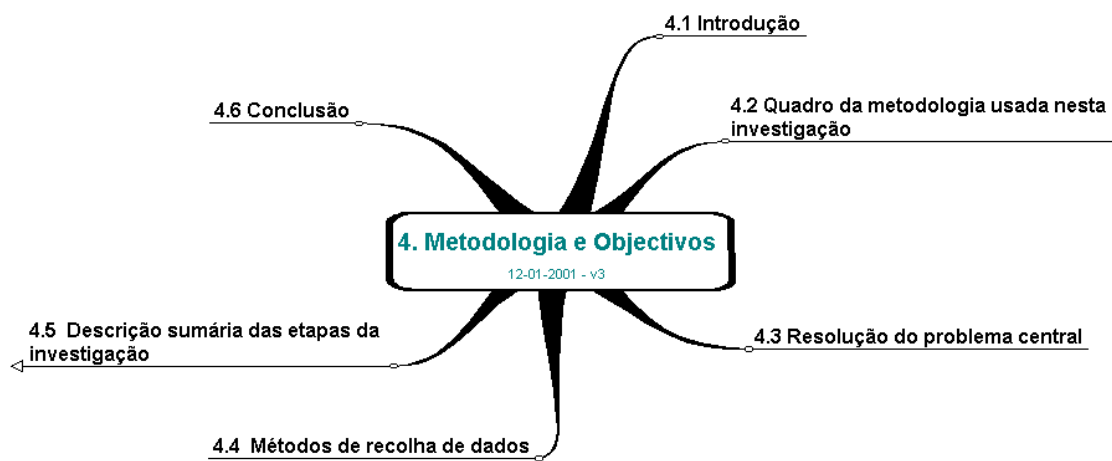 4.1 Introdução
4.6 Conclusão
4.2 Quadro da metodologia usada nesta
investigação
4. Metodologia e Objectivos
12-01-2001 - v3
4.5 Descrição sumária das etapas da
investigação
4.3 Resolução do problema central
4.4 Métodos de recolha de dados